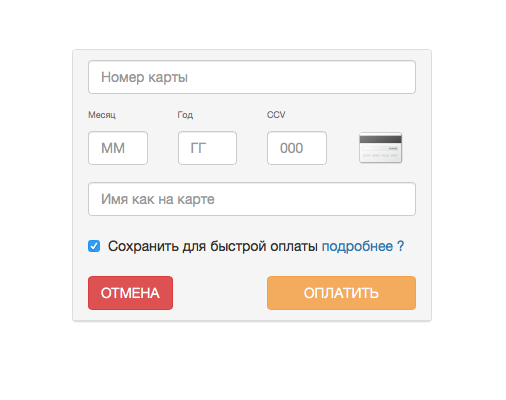 Номер карты
Месяц Год CCV
ММ ГГ 000
Имя как на карте
Сохранить для быстрой оплаты подробнее ?
ОТМЕНА ОПЛАТИТЬ